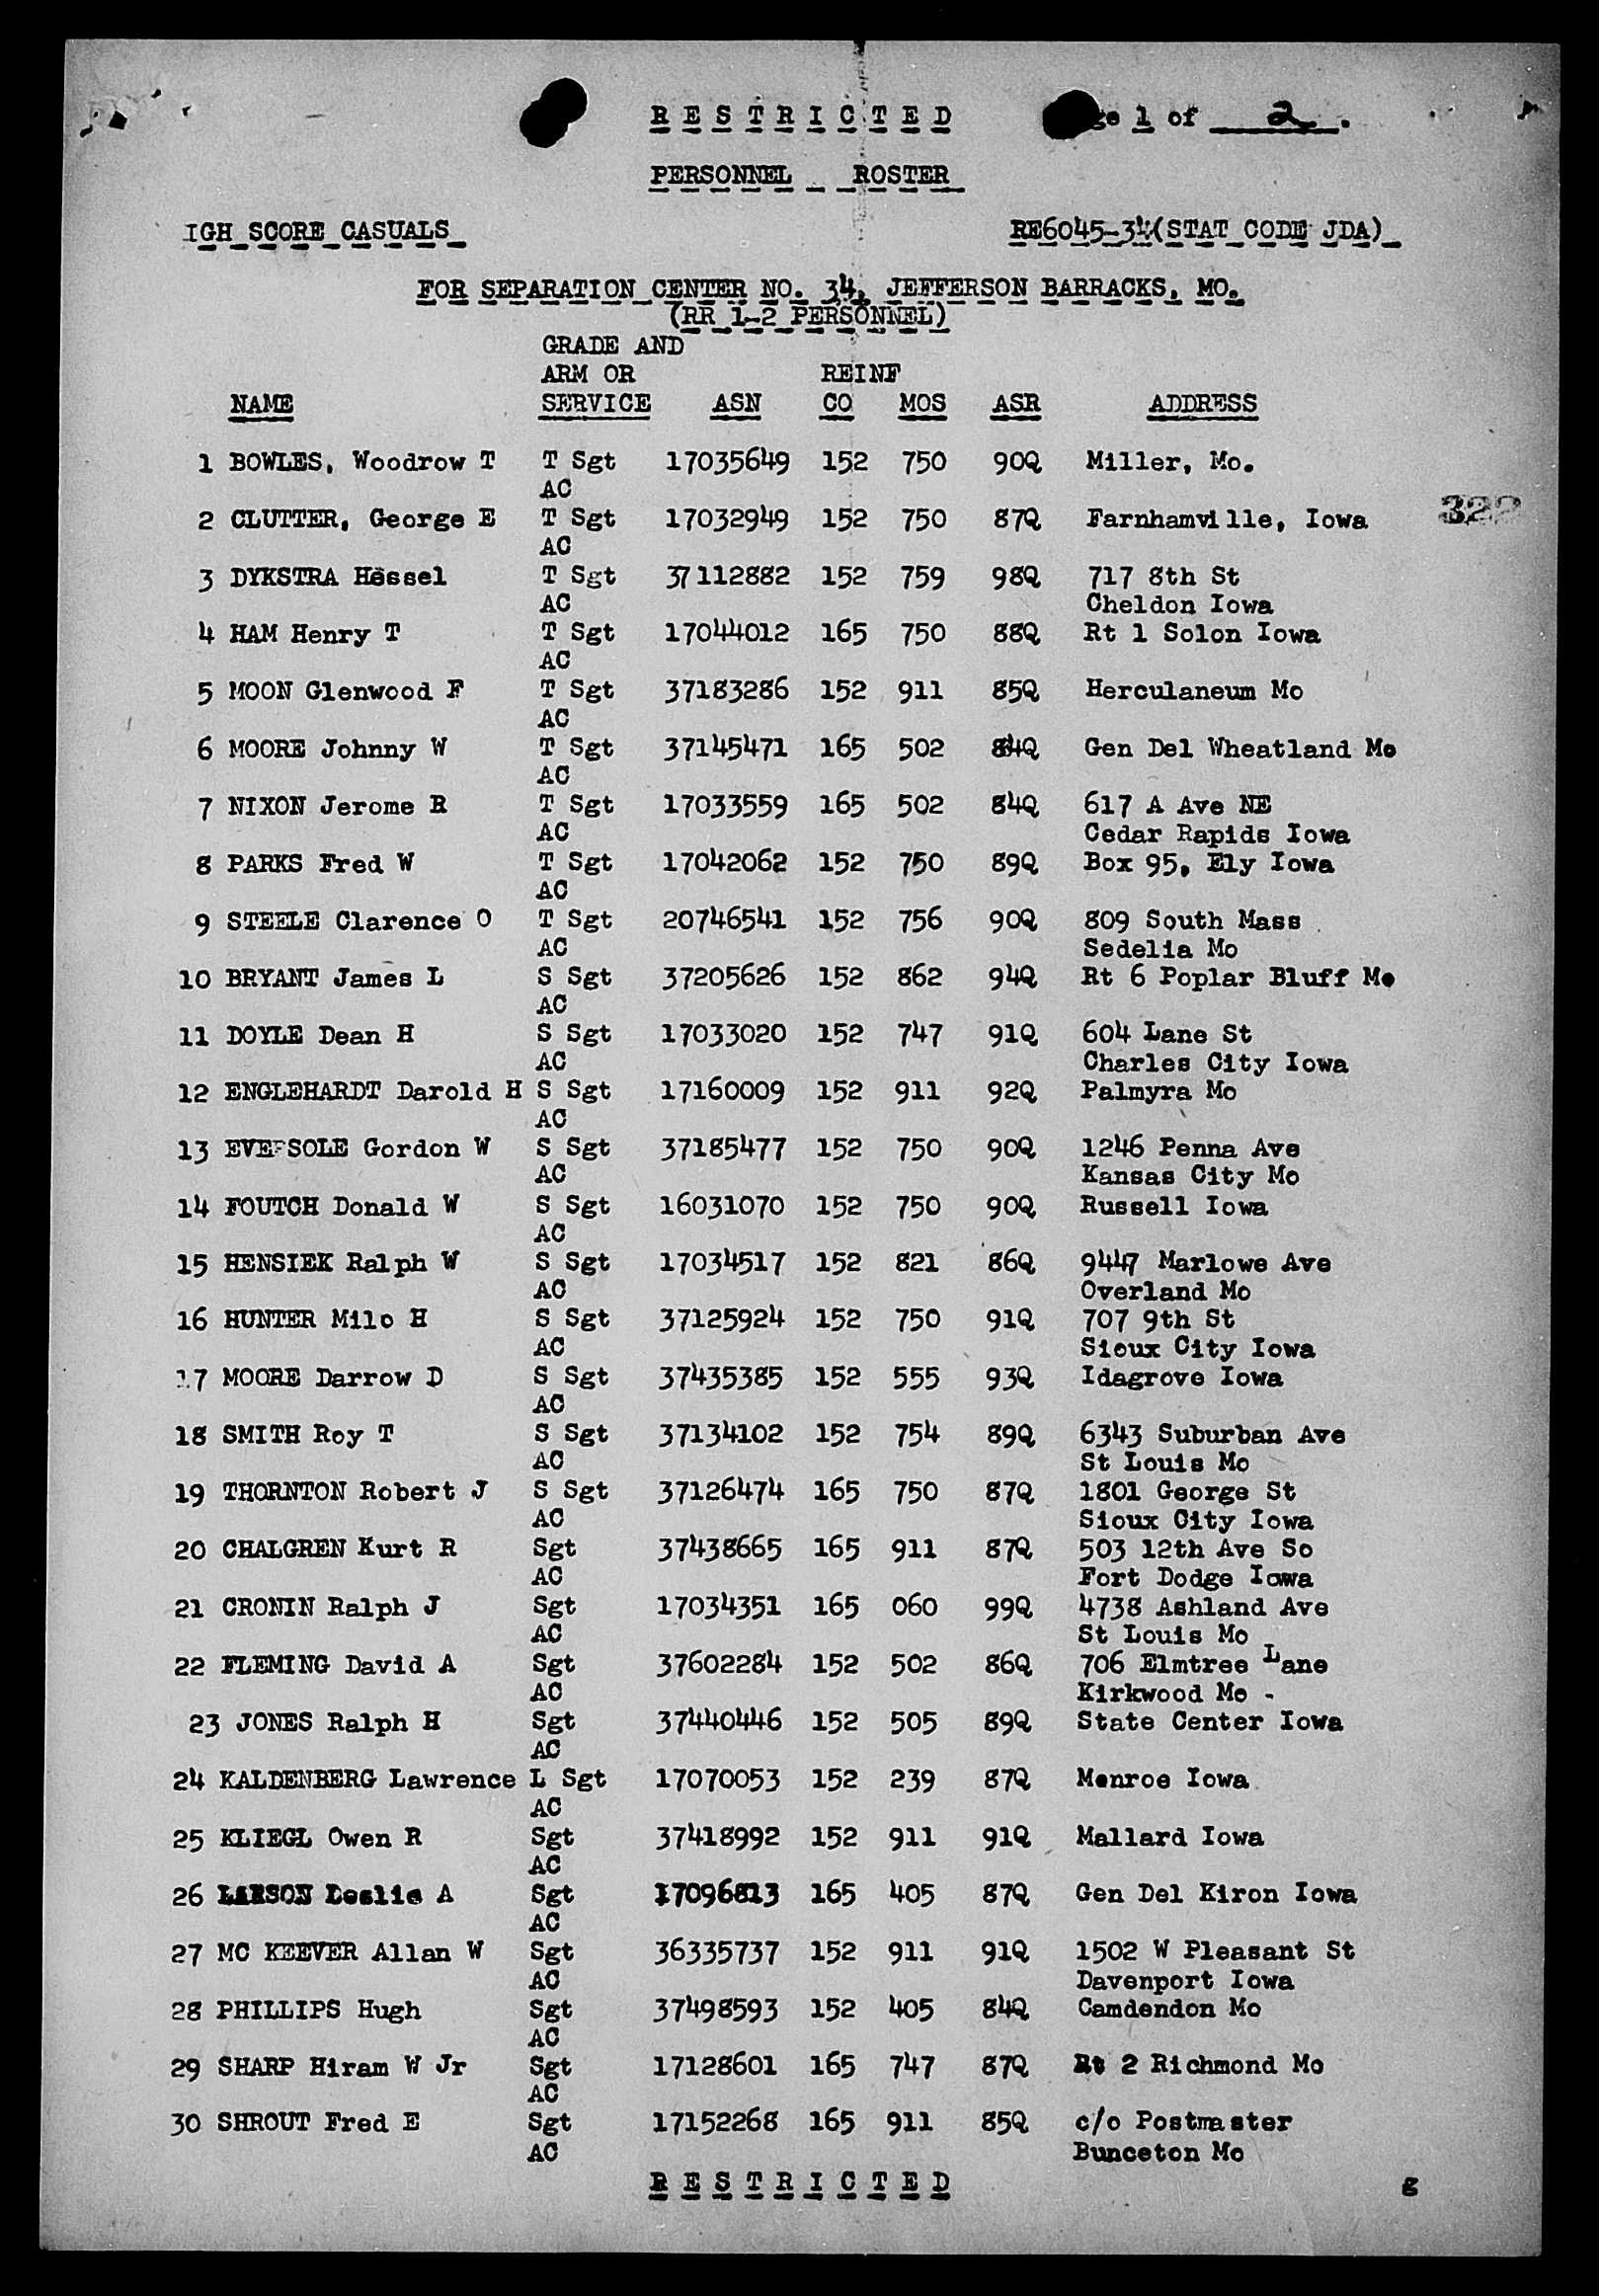 RESTRICTED
ge 1 of 2.
PERSONNEL ROSTER
IGH SCORE CASUALS
RE6045-34(STAT CODE JDA)
FOR SEPARATION CENTER NO. 34, JEFFERSON BARRACKS, MO.
(RR 1-2 PERSONNEL)
GRADE AND
ARM OR REINF
NAME SERVICE ASN CO MOS ASR ADDRESS
1 BOWLES, Woodrow T T Sgt 17035649 152 750 90Q Miller, Mo.
AC
2 CLUTTER, George E T Sgt 17032949 152 750 87Q Farnhamville, Iowa 322
AC
3 DYKSTRA Hessel T Sgt 37112882 152 759 98Q 717 8th St
AC Cheldon Iowa
4 HAM Henry T T Sgt 17044012 165 750 88Q Rt 1 Solon Iowa
AC
5 MOON Glenwood F T Sgt 37183286 152 911 85Q Herculaneum Mo
AC
6 MOORE Johnny W T Sgt 37145471 165 502 84Q Gen Del Wheatland Mo
AC
7 NIXON Jerome R T Sgt 17033559 165 502 84Q 617 A Ave NE
AC Cedar Rapids Iowa
8 PARKS Fred W T Sgt 17042062 152 750 89Q Box 95, Ely Iowa
AC
9 STEELE Clarence O T Sgt 20746541 152 756 90Q 809 South Mass
AC Sedelia Mo
10 BRYANT James L S Sgt 37205626 152 862 94Q Rt 6 Poplar Bluff Mo
AC
11 DOYLE Dean H S Sgt 17033020 152 747 91Q 604 Lane St
AC Charles City Iowa
12 ENGLEHARDT Darold H S Sgt 17160009 152 911 92Q Palmyra Mo
AC
13 EVERSOLE Gordon W S Sgt 37185477 152 750 90Q 1246 Penna Ave
AC Kansas City Mo
14 FOUTCH Donald W S Sgt 16031070 152 750 90Q Russell Iowa
AC
15 HENSIEK Ralph W S Sgt 17034517 152 821 86Q 9447 Marlowe Ave
AC Overland Mo
16 HUNTER Milo H S Sgt 37125924 152 750 91Q 707 9th St
AC Sioux City Iowa
17 MOORE Darrow D S Sgt 37435385 152 555 93Q Idagrove Iowa
AC
18 SMITH Roy T S Sgt 37134102 152 754 89Q 6343 Suburban Ave
AC St Louis Mo
19 THORNTON Robert J S Sgt 37126474 165 750 87Q 1801 George St
AC Sioux City Iowa
20 CHALGREN Kurt R Sgt 37438665 165 911 87Q 503 12th Ave So
AC Fort Dodge Iowa
21 CRONIN Ralph J Sgt 17034351 165 060 99Q 4738 Ashland Ave
AC St Louis Mo
22 FLEMING David A Sgt 37602284 152 502 86Q 706 Elmtree Lane
AC Kirkwood Mo -
23 JONES Ralph H Sgt 37440446 152 505 89Q State Center Iowa
AC
24 KALDENBERG Lawrence L Sgt 17070053 152 239 87Q Monroe Iowa
AC
25 KLIEGL Owen R Sgt 37418992 152 911 91Q Mallard Iowa
AC
26 LARSON Leslie A Sgt 17096813 165 405 87Q Gen Del Kiron Iowa
AC
27 MC KEEVER Allan W Sgt 36335737 152 911 91Q 1502 W Pleasant St
AC Davenport Iowa
28 PHILLIPS Hugh Sgt 37498593 152 405 84Q Camdendon Mo
AC
29 SHARP Hiram W Jr Sgt 17128601 165 747 87Q Rt 2 Richmond Mo
AC
30 SHROUT Fred E Sgt 17152268 165 911 85Q c/o Postmaster
AC Bunceton Mo
RESTRICTED
g